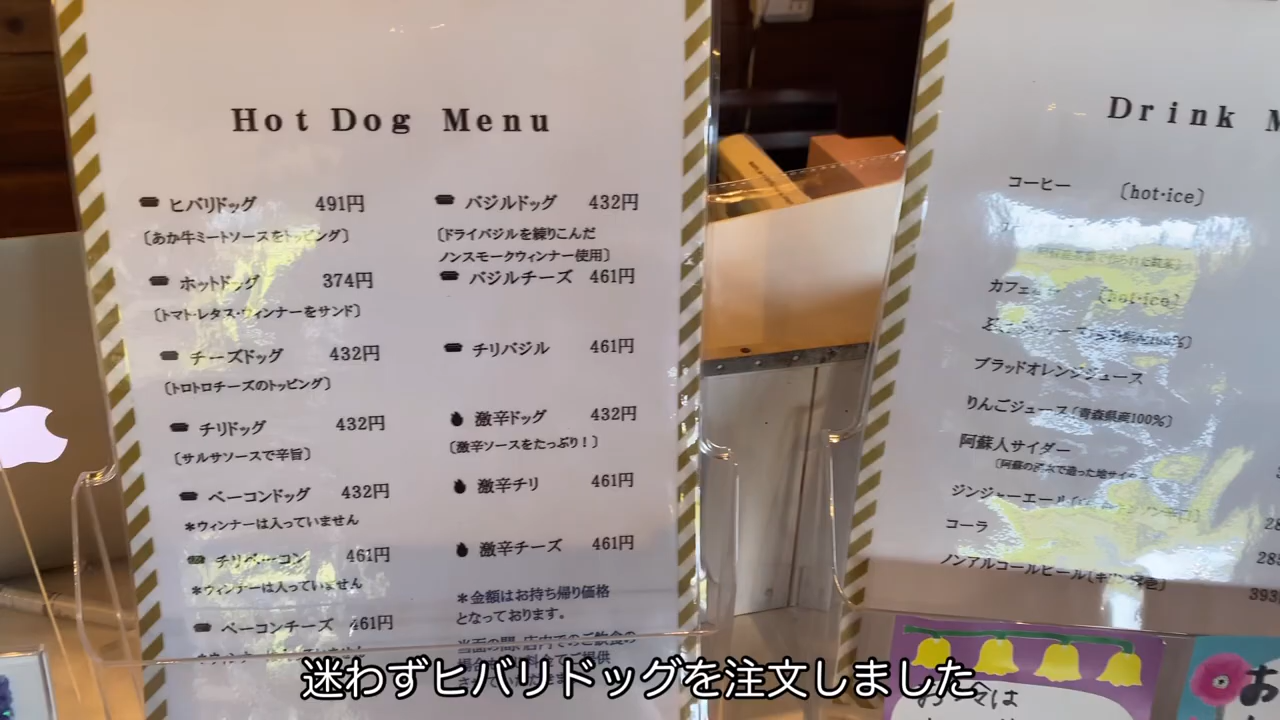 Hot Dog Menu
ヒバリドッグ 491円
〔あか牛ミートソースをトッピング〕
ホットドッグ 374円
〔トマト・レタス・ウィンナーをサンド〕
チーズドッグ 432円
〔トロトロチーズのトッピング〕
チリドッグ 432円
〔サルサソースで辛旨〕
ベーコンドッグ 432円
*ウィンナーは入っていません
チリベーコン 461円
*ウィンナーは入っていません
ベーコンチーズ 461円
バジルドッグ 432円
〔ドライバジルを練りこんだ
ノンスモークウィンナー使用〕
バジルチーズ 461円
チリバジル 461円
激辛ドッグ 432円
〔激辛ソースをたっぷり!〕
激辛チリ 461円
激辛チーズ 461円
*金額はお持ち帰り価格
となっております。
当面の間、店内でのご飲食の
Drink M
コーヒー 〔hot・ice〕
カフェ 〔hot・ice〕
ブラッドオレンジジュース
りんごジュース〔青森県産100%〕
阿蘇人サイダー
ジンジャーエール
コーラ
ノンアルコールビール
393
迷わずヒバリドッグを注文しました